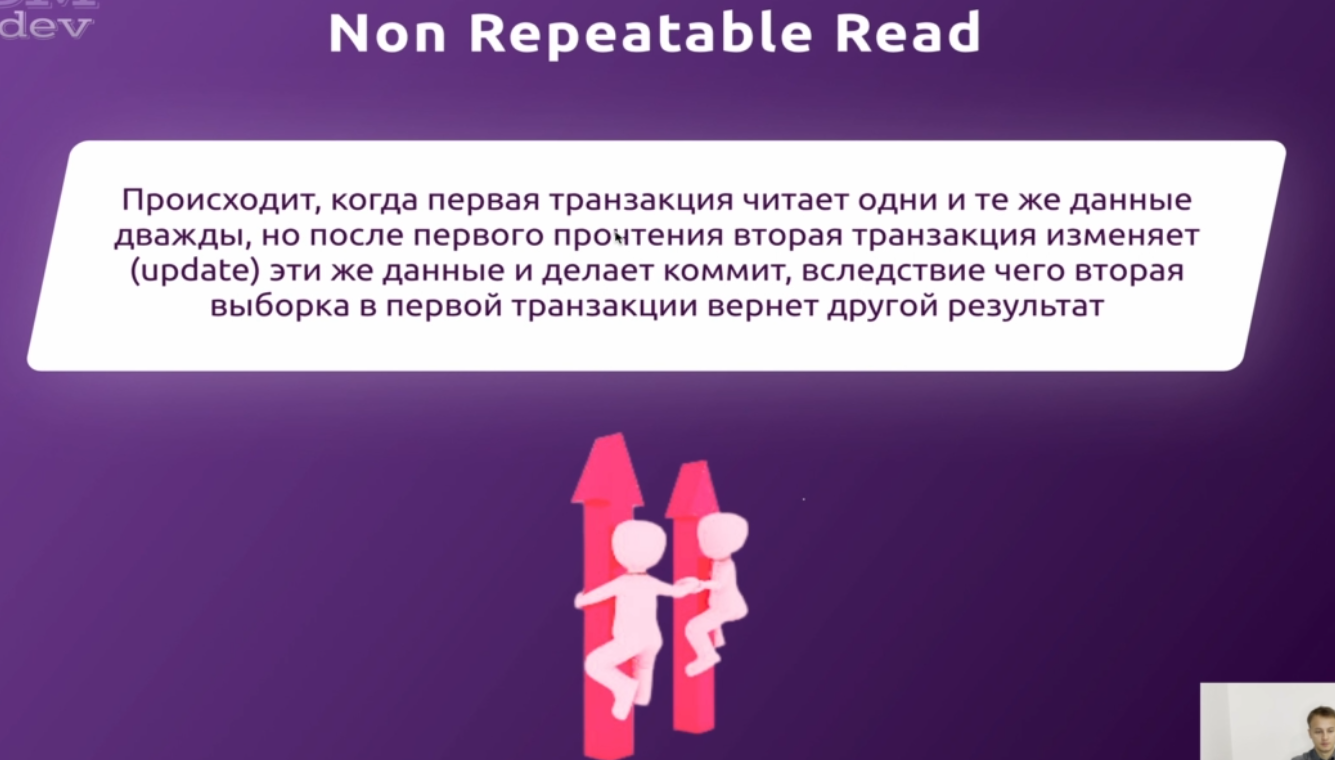 dev
Non Repeatable Read
Происходит, когда первая транзакция читает одни и те же данные
дважды, но после первого прочтения вторая транзакция изменяет
(update) эти же данные и делает коммит, вследствие чего вторая
выборка в первой транзакции вернет другой результат